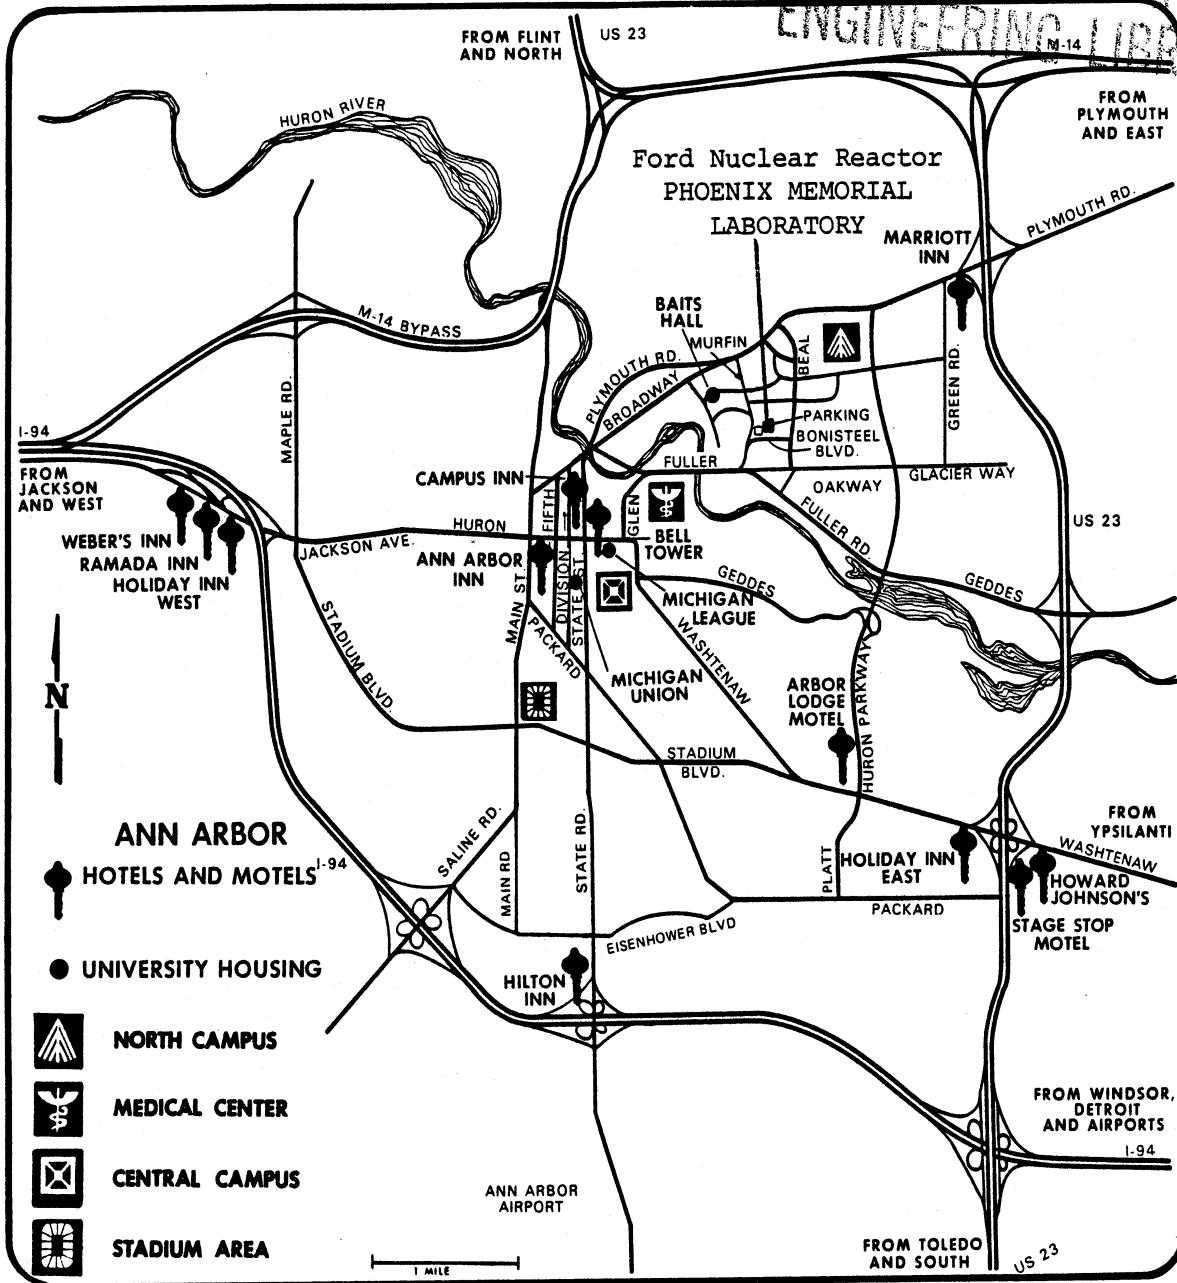 ENGINEERING LIBR
FROM FLINT
AND NORTH
US 23
M-14
FROM
PLYMOUTH
AND EAST
HURON RIVER
Ford Nuclear Reactor
PHOENIX MEMORIAL
LABORATORY
PLYMOUTH RD.
MARRIOTT
INN
BAITS
HALL
M-14 BYPASS
MURFIN
BEAL
PLYMOUTH RD.
BROADWAY
GREEN RD.
MAPLE RD.
I-94
PARKING
BONISTEEL
BLVD.
FROM
JACKSON
AND WEST
FULLER
GLACIER WAY
CAMPUS INN
OAKWAY
FIFTH
GLEN
FULLER RD.
US 23
WEBER'S INN
RAMADA INN
HOLIDAY INN
WEST
HURON
JACKSON AVE.
BELL
TOWER
ANN ARBOR
INN
DIVISION
STATE ST
MAIN ST.
GEDDES
GEDDES
MICHIGAN
LEAGUE
STADIUM BLVD.
PACKARD
WASHTENAW
N
MICHIGAN
UNION
ARBOR
LODGE
MOTEL
HURON PARKWAY
STADIUM
BLVD.
ANN ARBOR
HOTELS AND MOTELS
I-94
SALINE RD.
MAIN RD
STATE RD.
PLATT
HOLIDAY INN
EAST
FROM
YPSILANTI
WASHTENAW
HOWARD
JOHNSON'S
PACKARD
STAGE STOP
MOTEL
EISENHOWER BLVD
UNIVERSITY HOUSING
HILTON
INN
NORTH CAMPUS
MEDICAL CENTER
CENTRAL CAMPUS
STADIUM AREA
FROM WINDSOR,
DETROIT
AND AIRPORTS
I-94
ANN ARBOR
AIRPORT
1 MILE
FROM TOLEDO
AND SOUTH
US 23